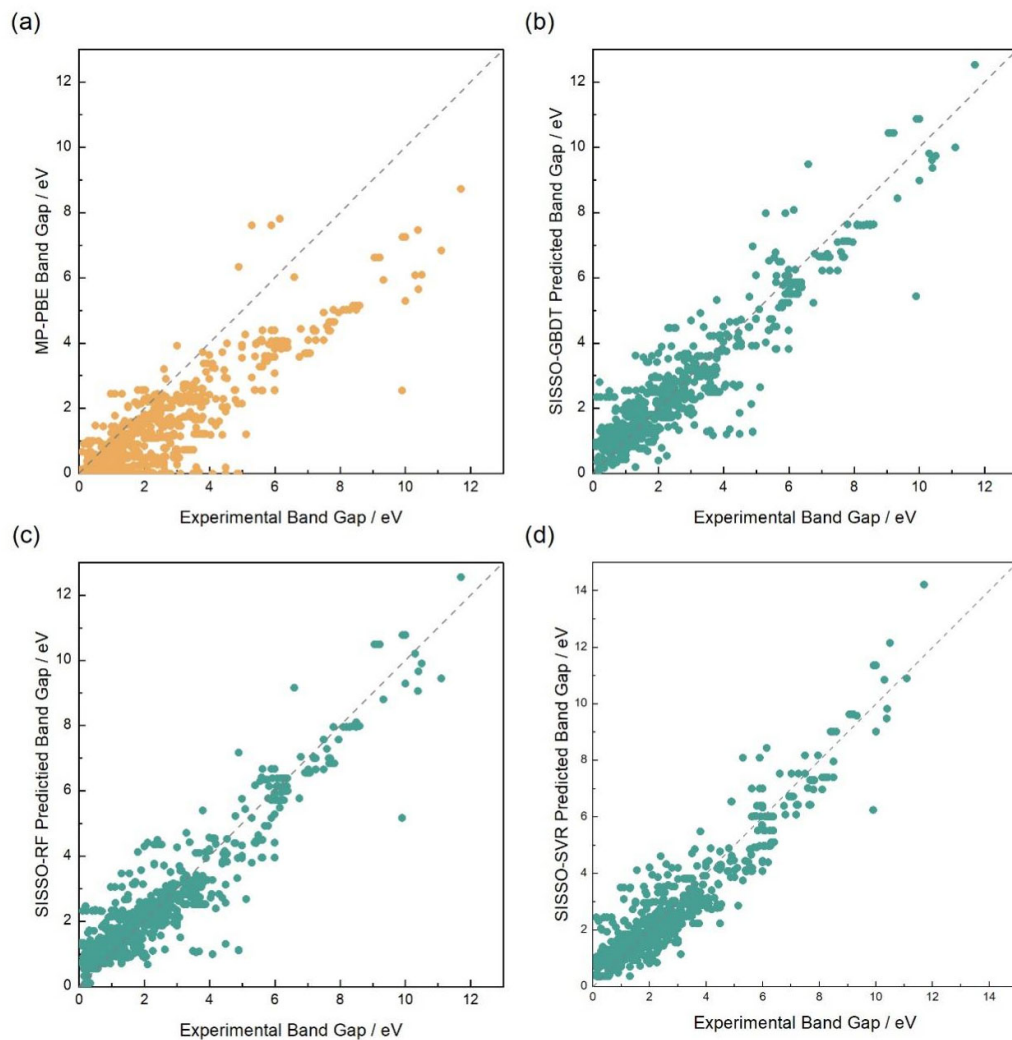 (a)
12
10
8
6
4
2
0
MP-PBE Band Gap / eV
0 2 4 6 8 10 12
Experimental Band Gap / eV
(b)
12
10
8
6
4
2
0
SISSO-GBDT Predicted Band Gap / eV
0 2 4 6 8 10 12
Experimental Band Gap / eV
(c)
12
10
8
6
4
2
0
SISSO-RF Predictied Band Gap / eV
0 2 4 6 8 10 12
Experimental Band Gap / eV
(d)
14
12
10
8
6
4
2
0
SISSO-SVR Predicted Band Gap / eV
0 2 4 6 8 10 12 14
Experimental Band Gap / eV